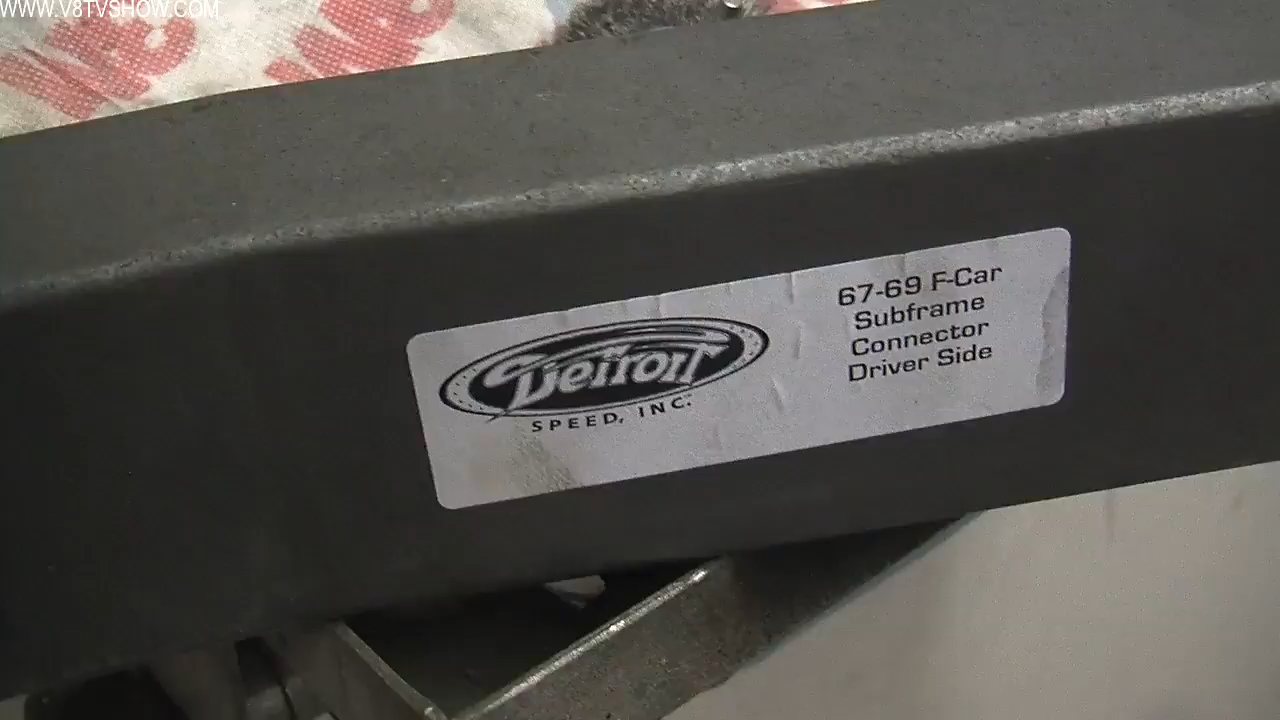 WWW.V8TVSHOW.COM
Detroit
SPEED, INC.
67-69 F-Car
Subframe
Connector
Driver Side